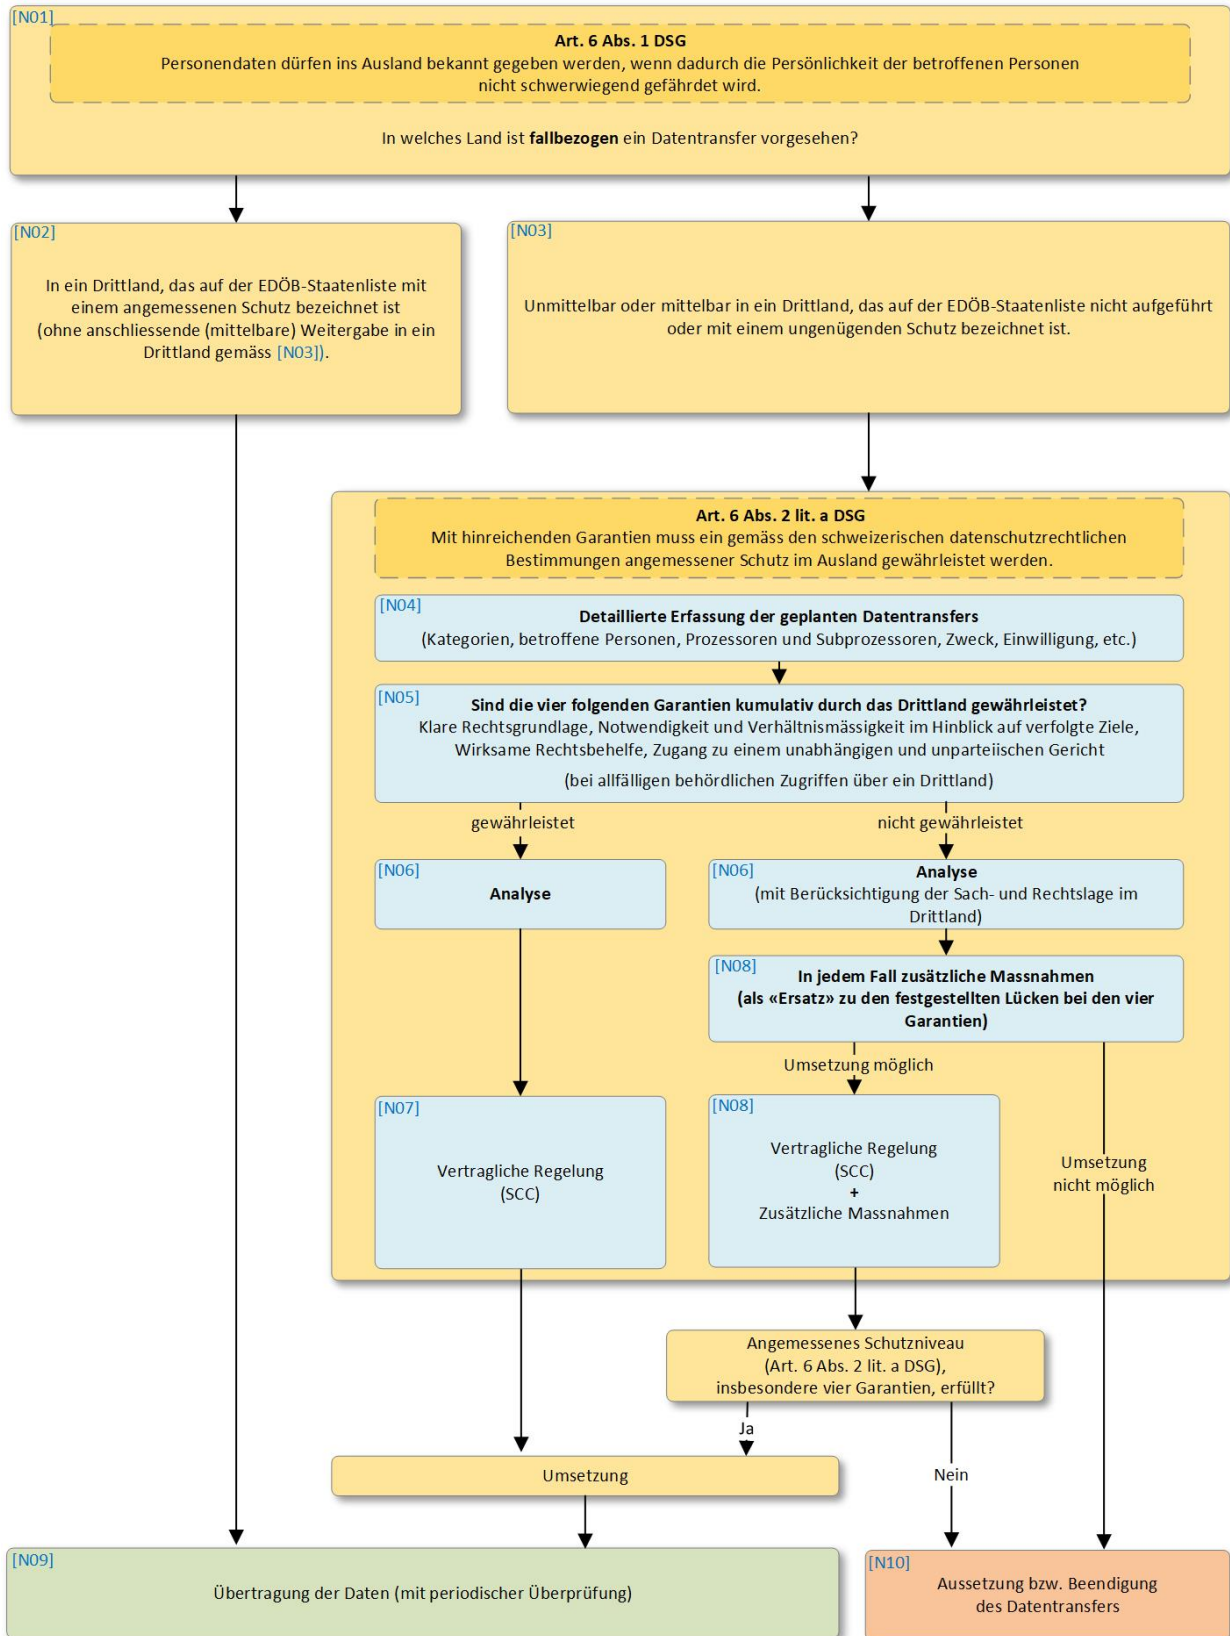 [N01]
Art. 6 Abs. 1 DSG
Personendaten dürfen ins Ausland bekannt gegeben werden, wenn dadurch die Persönlichkeit der betroffenen Personen
nicht schwerwiegend gefährdet wird.
In welches Land ist fallbezogen ein Datentransfer vorgesehen?
[N02]
In ein Drittland, das auf der EDÖB-Staatenliste mit
einem angemessenen Schutz bezeichnet ist
(ohne anschliessende (mittelbare) Weitergabe in ein
Drittland gemäss [N03]).
[N03]
Unmittelbar oder mittelbar in ein Drittland, das auf der EDÖB-Staatenliste nicht aufgeführt
oder mit einem ungenügenden Schutz bezeichnet ist.
Art. 6 Abs. 2 lit. a DSG
Mit hinreichenden Garantien muss ein gemäss den schweizerischen datenschutzrechtlichen
Bestimmungen angemessener Schutz im Ausland gewährleistet werden.
[N04]
Detaillierte Erfassung der geplanten Datentransfers
(Kategorien, betroffene Personen, Prozessoren und Subprozessoren, Zweck, Einwilligung, etc.)
[N05]
Sind die vier folgenden Garantien kumulativ durch das Drittland gewährleistet?
Klare Rechtsgrundlage, Notwendigkeit und Verhältnismässigkeit im Hinblick auf verfolgte Ziele,
Wirksame Rechtsbehelfe, Zugang zu einem unabhängigen und unparteiischen Gericht
(bei allfälligen behördlichen Zugriffen über ein Drittland)
gewährleistet
nicht gewährleistet
[N06]
Analyse
[N06]
Analyse
(mit Berücksichtigung der Sach- und Rechtslage im
Drittland)
[N08]
In jedem Fall zusätzliche Massnahmen
(als «Ersatz» zu den festgestellten Lücken bei den vier
Garantien)
Umsetzung möglich
[N07]
Vertragliche Regelung
(SCC)
[N08]
Vertragliche Regelung
(SCC)
+
Zusätzliche Massnahmen
Umsetzung
nicht möglich
Angemessenes Schutzniveau
(Art. 6 Abs. 2 lit. a DSG),
insbesondere vier Garantien, erfüllt?
Ja
Nein
Umsetzung
[N09]
Übertragung der Daten (mit periodischer Überprüfung)
[N10]
Aussetzung bzw. Beendigung
des Datentransfers